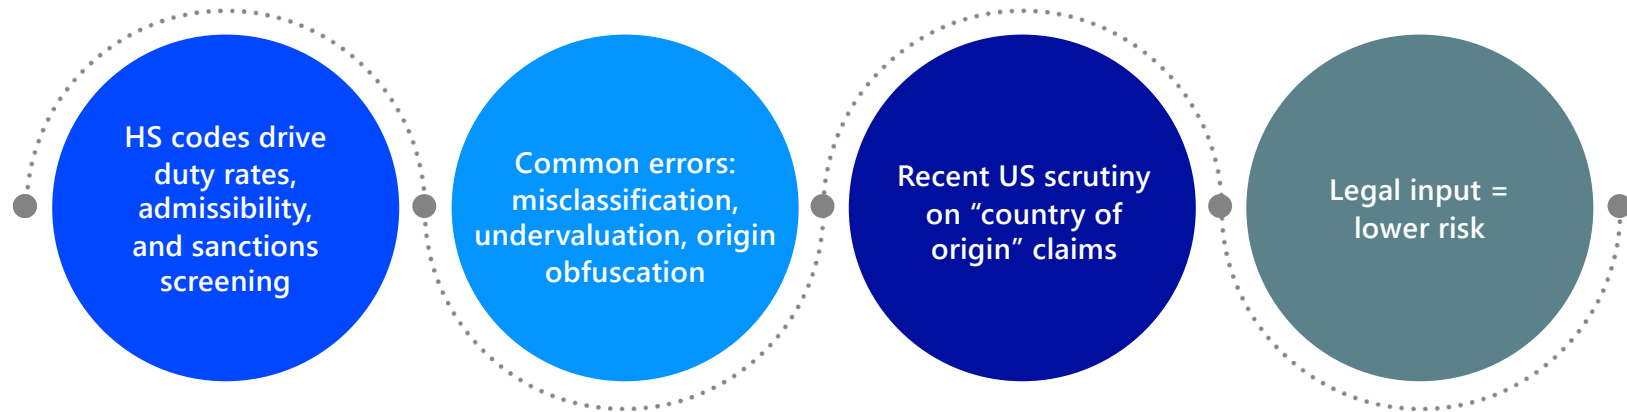 HS codes drive
duty rates,
admissibility,
and sanctions
screening
Common errors:
misclassification,
undervaluation, origin
obfuscation
Recent US scrutiny
on “country of
origin” claims
Legal input =
lower risk